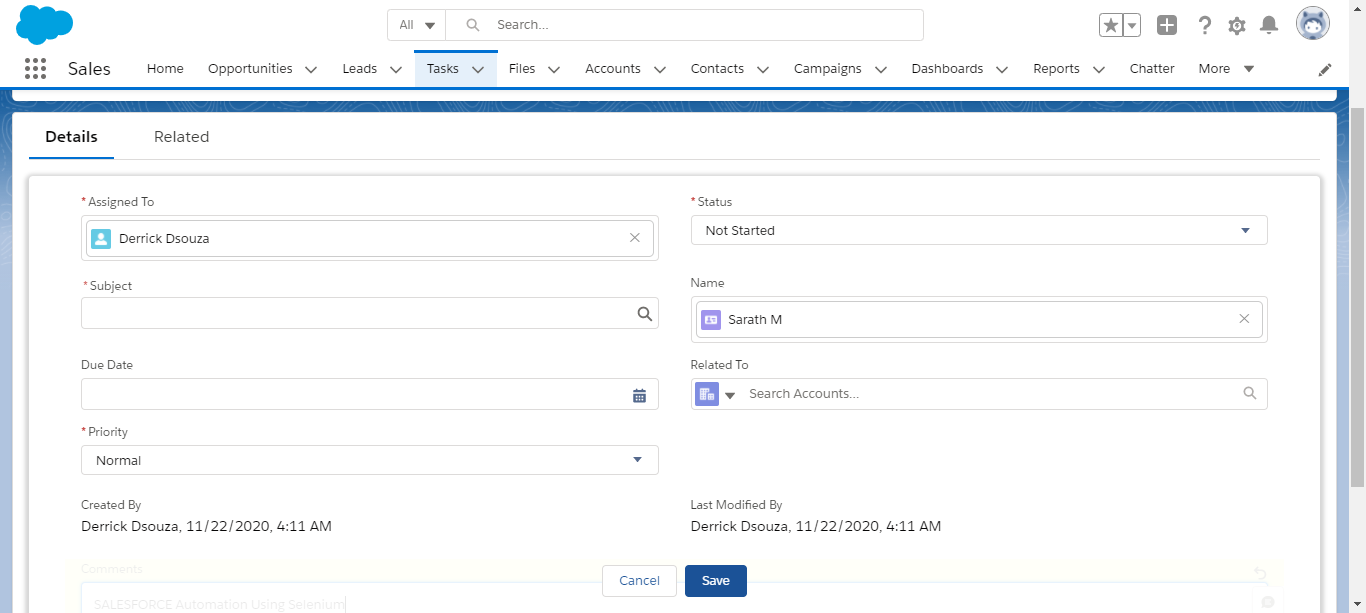 All Search...
Sales Home Opportunities Leads Tasks Files Accounts Contacts Campaigns Dashboards Reports Chatter More
Details Related
*Assigned To
Derrick Dsouza
*Status
Not Started
*Subject
Name
Sarath M
Due Date
Related To
Search Accounts...
*Priority
Normal
Created By
Derrick Dsouza, 11/22/2020, 4:11 AM
Last Modified By
Derrick Dsouza, 11/22/2020, 4:11 AM
Comments
Cancel Save
SALESFORCE Automation Using Selenium